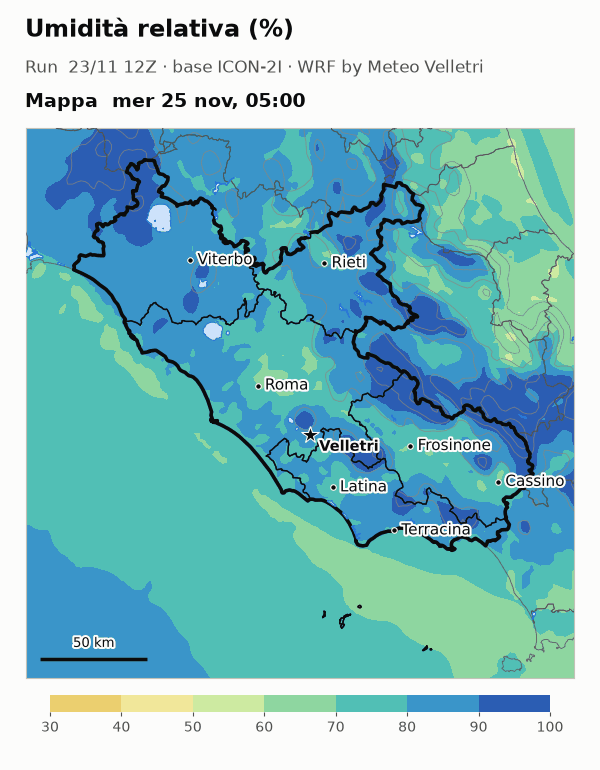 Umidità relativa (%)
Run  23/11 12Z · base ICON-2I · WRF by Meteo Velletri
Mappa  mer 25 nov, 05:00
Viterbo
Rieti
Roma
Velletri
Frosinone
Cassino
Latina
Terracina
50 km
30 40 50 60 70 80 90 100